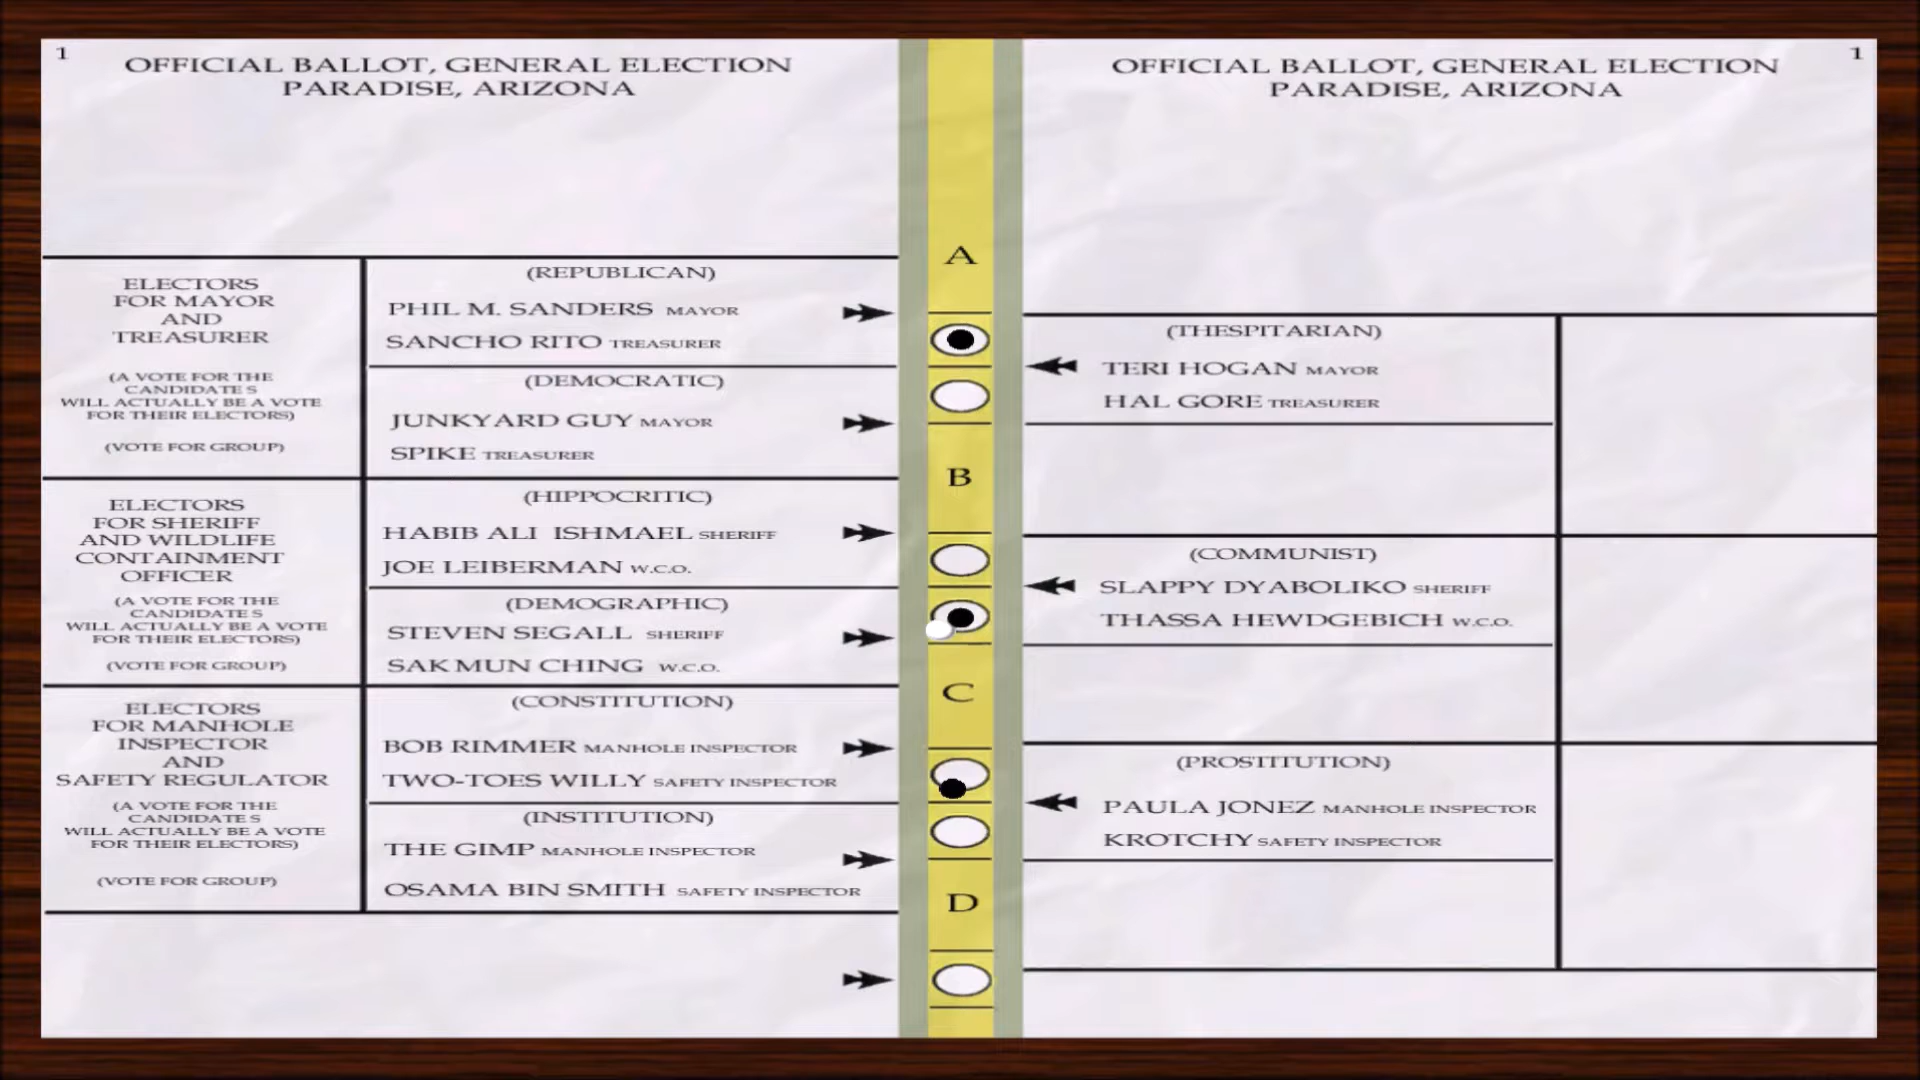 1
OFFICIAL BALLOT, GENERAL ELECTION
PARADISE, ARIZONA
ELECTORS
FOR MAYOR
AND
TREASURER
(A VOTE FOR THE
CANDIDATE S
WILL ACTUALLY BE A VOTE
FOR THEIR ELECTORS)
(VOTE FOR GROUP)
(REPUBLICAN)
PHIL M. SANDERS MAYOR
SANCHO RITO TREASURER
(DEMOCRATIC)
JUNKYARD GUY MAYOR
SPIKE TREASURER
ELECTORS
FOR SHERIFF
AND WILDLIFE
CONTAINMENT
OFFICER
(A VOTE FOR THE
CANDIDATE S
WILL ACTUALLY BE A VOTE
FOR THEIR ELECTORS)
(VOTE FOR GROUP)
(HIPPOCRITIC)
HABIB ALI ISHMAEL SHERIFF
JOE LEIBERMAN W.C.O.
(DEMOGRAPHIC)
STEVEN SEGALL SHERIFF
SAK MUN CHING W.C.O.
ELECTORS
FOR MANHOLE
INSPECTOR
AND
SAFETY REGULATOR
(A VOTE FOR THE
CANDIDATE S
WILL ACTUALLY BE A VOTE
FOR THEIR ELECTORS)
(VOTE FOR GROUP)
(CONSTITUTION)
BOB RIMMER MANHOLE INSPECTOR
TWO-TOES WILLY SAFETY INSPECTOR
(INSTITUTION)
THE GIMP MANHOLE INSPECTOR
OSAMA BIN SMITH SAFETY INSPECTOR
A
B
C
D
1
OFFICIAL BALLOT, GENERAL ELECTION
PARADISE, ARIZONA
(THESPITARIAN)
TERI HOGAN MAYOR
HAL GORE TREASURER
(COMMUNIST)
SLAPPY DYABOLIKO SHERIFF
THASSA HEWDGEBICH W.C.O.
(PROSTITUTION)
PAULA JONEZ MANHOLE INSPECTOR
KROTCHY SAFETY INSPECTOR